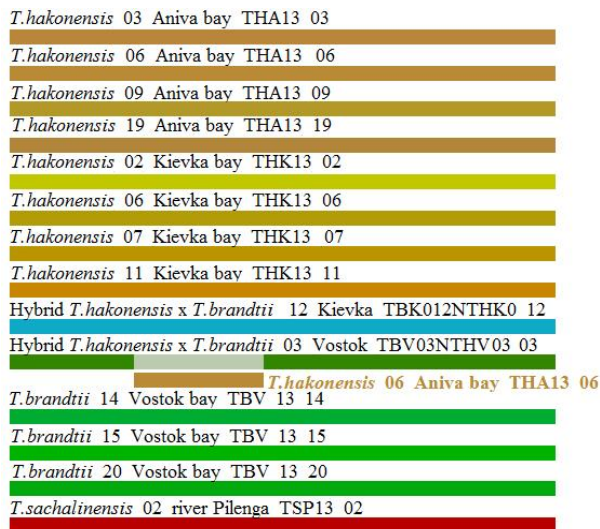 T.hakonensis 03 Aniva bay THA13 03
T.hakonensis 06 Aniva bay THA13 06
T.hakonensis 09 Aniva bay THA13 09
T.hakonensis 19 Aniva bay THA13 19
T.hakonensis 02 Kievka bay THK13 02
T.hakonensis 06 Kievka bay THK13 06
T.hakonensis 07 Kievka bay THK13 07
T.hakonensis 11 Kievka bay THK13 11
Hybrid T.hakonensis x T.brandtii 12 Kievka TBK012NTHK0 12
Hybrid T.hakonensis x T.brandtii 03 Vostok TBV03NTHV03 03
T.hakonensis 06 Aniva bay THA13 06
T.brandtii 14 Vostok bay TBV 13 14
T.brandtii 15 Vostok bay TBV 13 15
T.brandtii 20 Vostok bay TBV 13 20
T.sachalinensis 02 river Pilenga TSP13 02